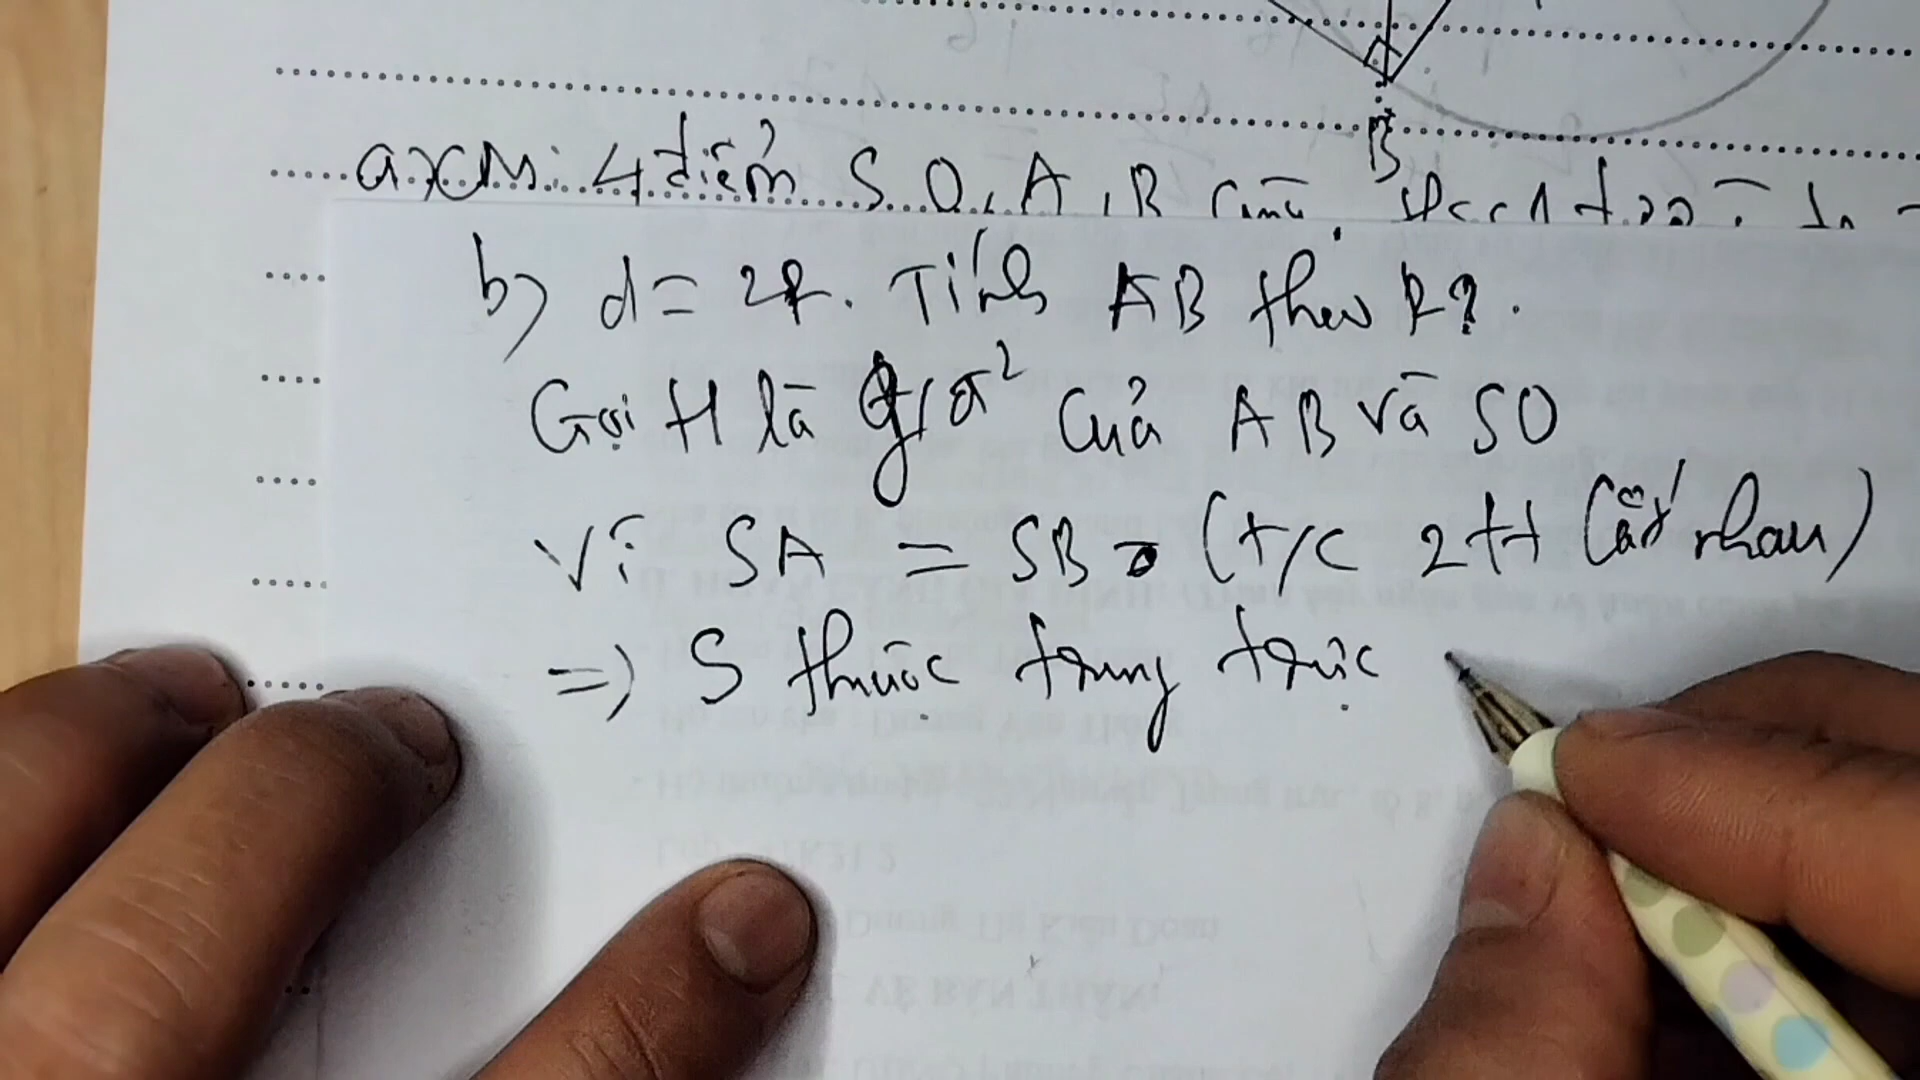 B
a) CM: 4 điểm S, O, A, B cùng
b) d = 2R. Tính AB theo R?
Gọi H là g/đ² của AB và SO
Vì SA = SB (t/c 2 tt cắt nhau)
=> S thuộc trung trực